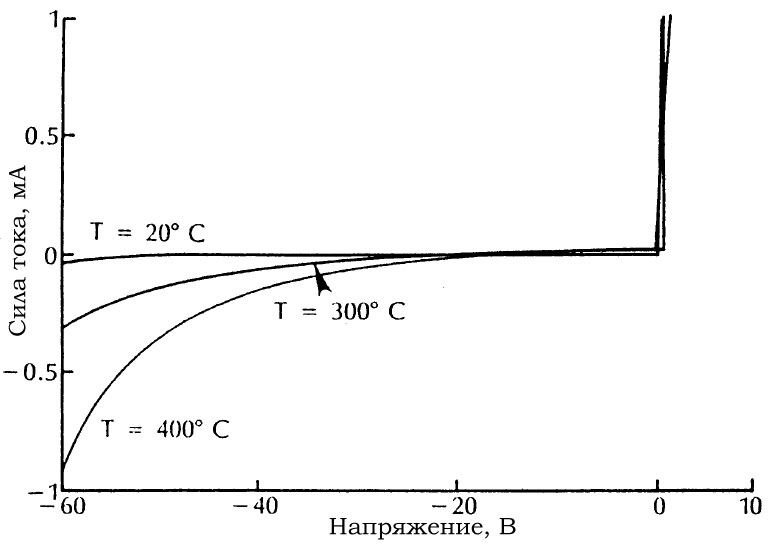 1
0.5
0
−0.5
−1
Сила тока, мА
T = 20° C
T = 300° C
T = 400° C
−60
−40
−20
0
10
Напряжение, В